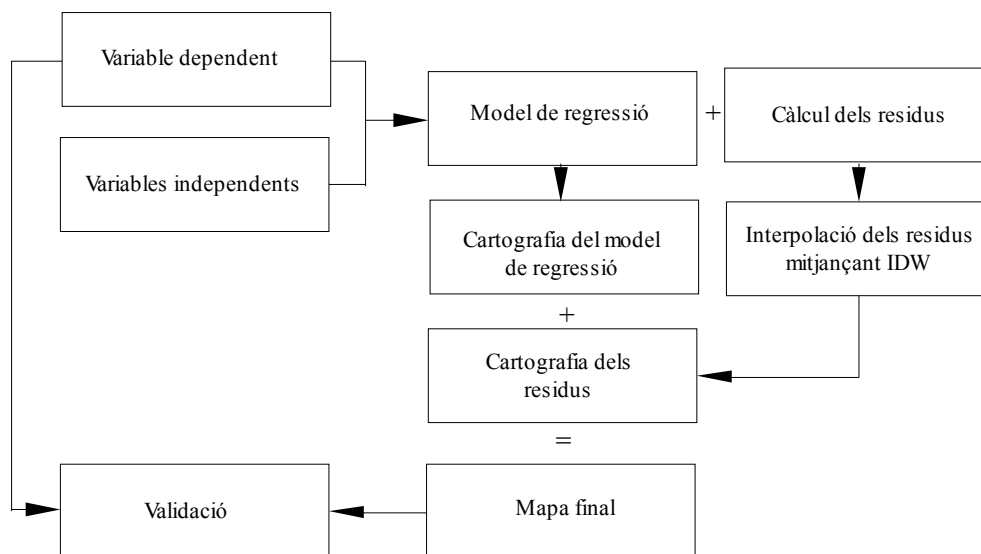 Variable dependent
Variables independents
Model de regressió
+
Càlcul dels residus
Cartografia del model
de regressió
Interpolació dels residus
mitjançant IDW
+
Cartografia dels
residus
=
Validació
Mapa final